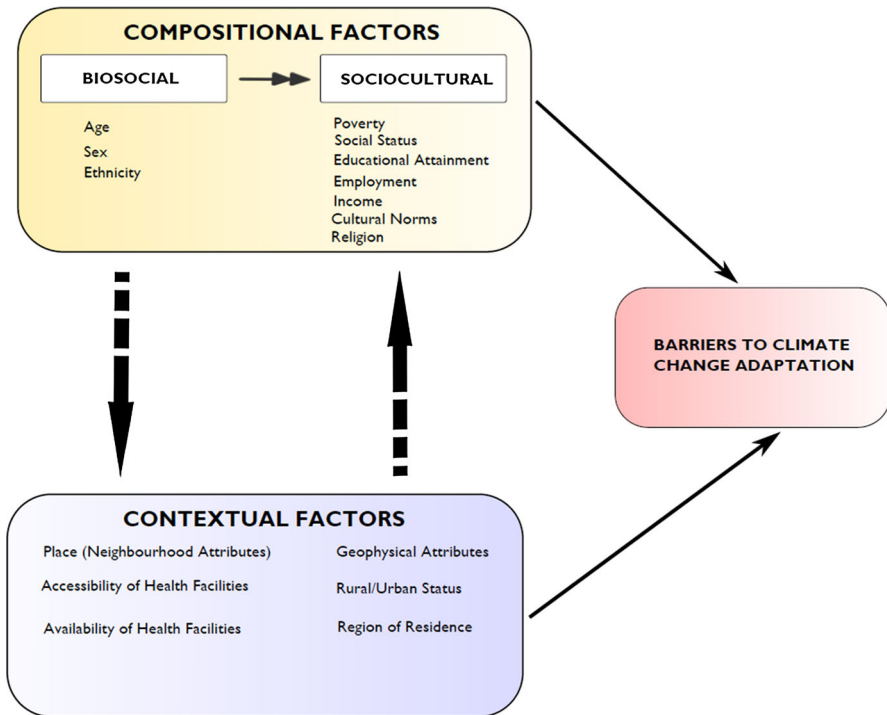 COMPOSITIONAL FACTORS
BIOSOCIAL
Age
Sex
Ethnicity
SOCIOCULTURAL
Poverty
Social Status
Educational Attainment
Employment
Income
Cultural Norms
Religion
BARRIERS TO CLIMATE
CHANGE ADAPTATION
CONTEXTUAL FACTORS
Place (Neighbourhood Attributes)
Accessibility of Health Facilities
Availability of Health Facilities
Geophysical Attributes
Rural/Urban Status
Region of Residence